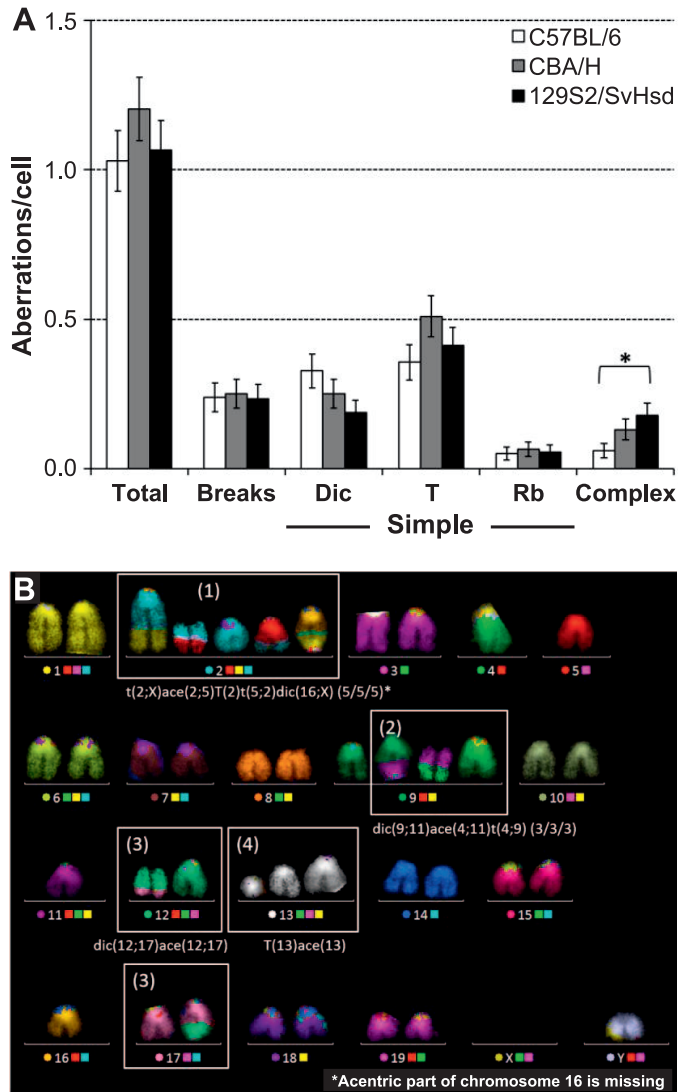 A
1.5
1.0
0.5
0.0
Aberrations/cell
C57BL/6
CBA/H
129S2/SvHsd
*
Total Breaks Dic T Rb Complex
Simple
B
(1)
1 2 3 4 5
t(2;X)ace(2;5)T(2)t(5;2)dic(16;X) (5/5/5)*
(2)
6 7 8 9 10
dic(9;11)ace(4;11)t(4;9) (3/3/3)
(3) (4)
11 12 13 14 15
dic(12;17)ace(12;17) T(13)ace(13)
(3)
16 17 18 19 X Y
*Acentric part of chromosome 16 is missing